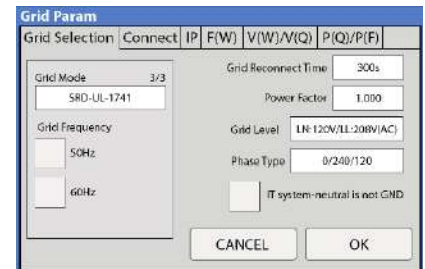 Grid Param
Grid Selection Connect IP F(W) V(W)/V(Q) P(Q)/P(F)
Grid Mode 3/3
SRD-UL-1741
Grid Frequency
50Hz
60Hz
Grid Reconnect Time 300s
Power Factor 1.000
Grid Level LN:120V/LL:208V(AC)
Phase Type 0/240/120
IT system-neutral is not GND
CANCEL OK